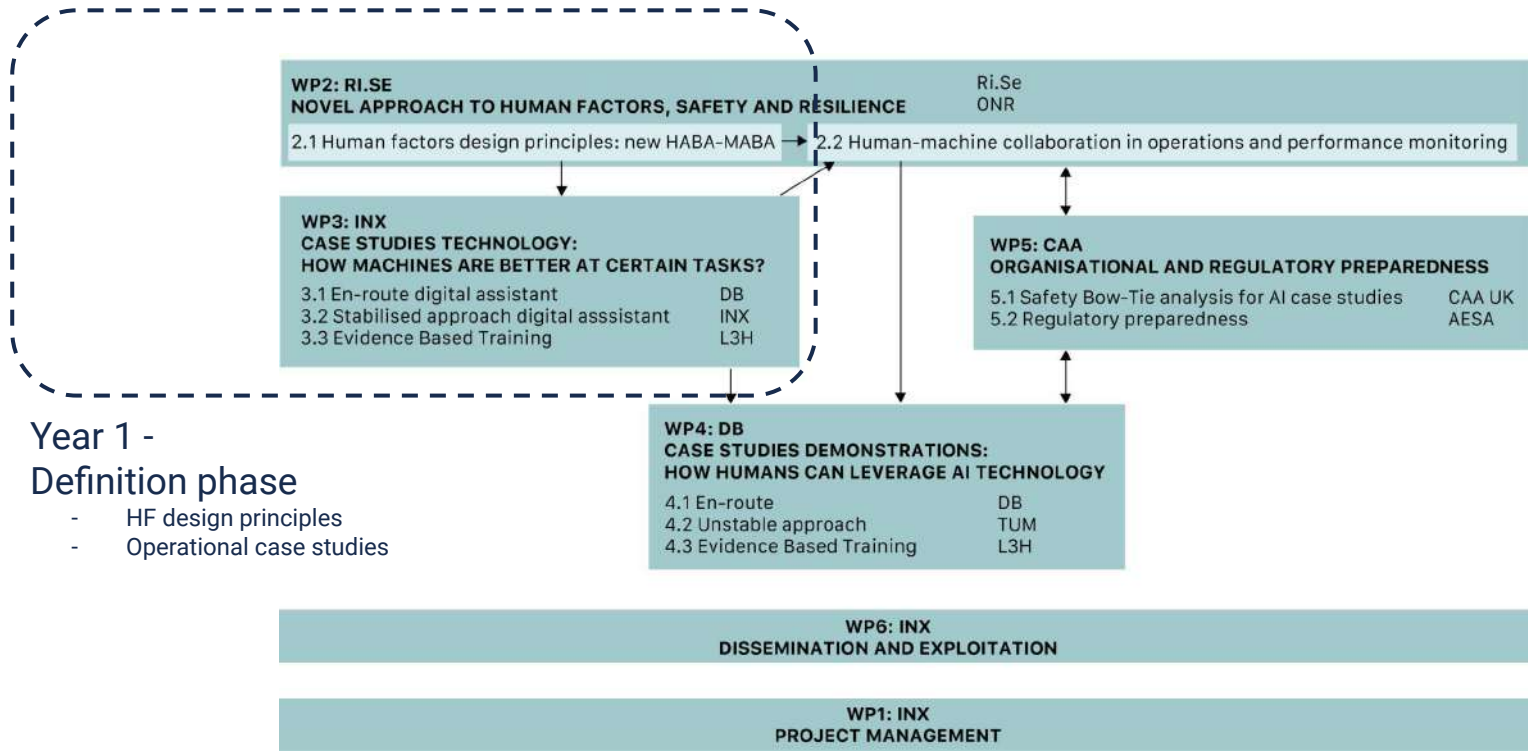 WP2: RI.SE
NOVEL APPROACH TO HUMAN FACTORS, SAFETY AND RESILIENCE
Ri.Se
ONR
2.1 Human factors design principles: new HABA-MABA
2.2 Human-machine collaboration in operations and performance monitoring
WP3: INX
CASE STUDIES TECHNOLOGY:
HOW MACHINES ARE BETTER AT CERTAIN TASKS?
3.1 En-route digital assistant DB
3.2 Stabilised approach digital asssistant INX
3.3 Evidence Based Training L3H
WP5: CAA
ORGANISATIONAL AND REGULATORY PREPAREDNESS
5.1 Safety Bow-Tie analysis for AI case studies CAA UK
5.2 Regulatory preparedness AESA
Year 1 -
Definition phase
- HF design principles
- Operational case studies
WP4: DB
CASE STUDIES DEMONSTRATIONS:
HOW HUMANS CAN LEVERAGE AI TECHNOLOGY
4.1 En-route DB
4.2 Unstable approach TUM
4.3 Evidence Based Training L3H
WP6: INX
DISSEMINATION AND EXPLOITATION
WP1: INX
PROJECT MANAGEMENT